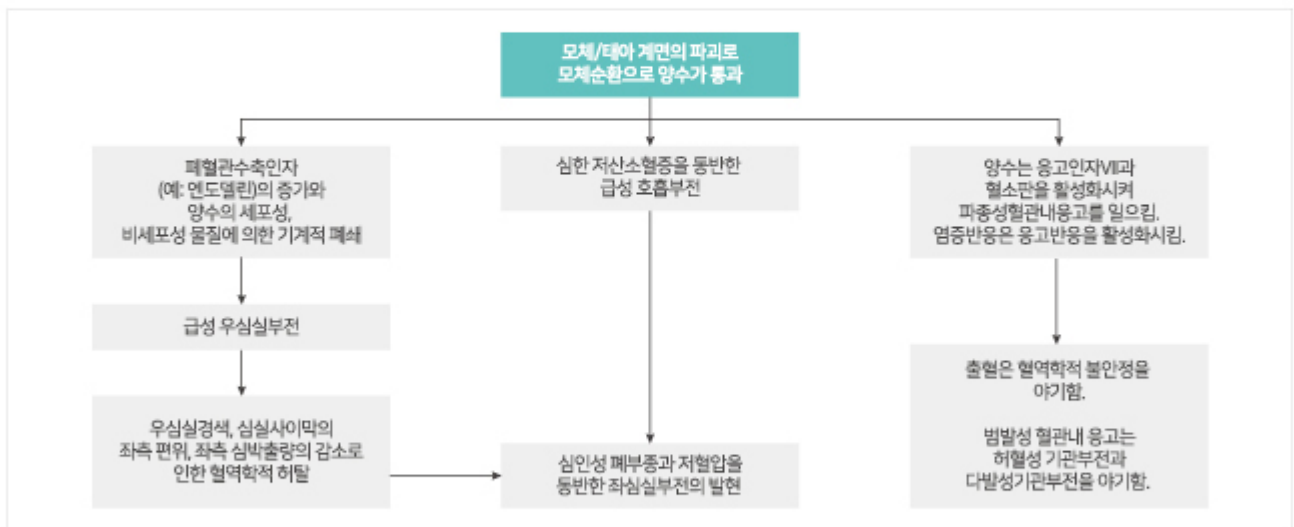 모체/태아 계면의 파괴로
모체순환으로 양수가 통과
폐혈관수축인자
(예: 엔도델린)의 증가와
양수의 세포성,
비세포성 물질에 의한 기계적 폐쇄
급성 우심실부전
우심실경색, 심실사이막의
좌측 편위, 좌측 심박출량의 감소로
인한 혈역학적 허탈
심한 저산소혈증을 동반한
급성 호흡부전
심인성 폐부종과 저혈압을
동반한 좌심실부전의 발현
양수는 응고인자Ⅶ과
혈소판을 활성화시켜
파종성혈관내응고를 일으킴.
염증반응은 응고반응을 활성화시킴.
출혈은 혈역학적 불안정을
야기함.
범발성 혈관내 응고는
허혈성 기관부전과
다발성기관부전을 야기함.